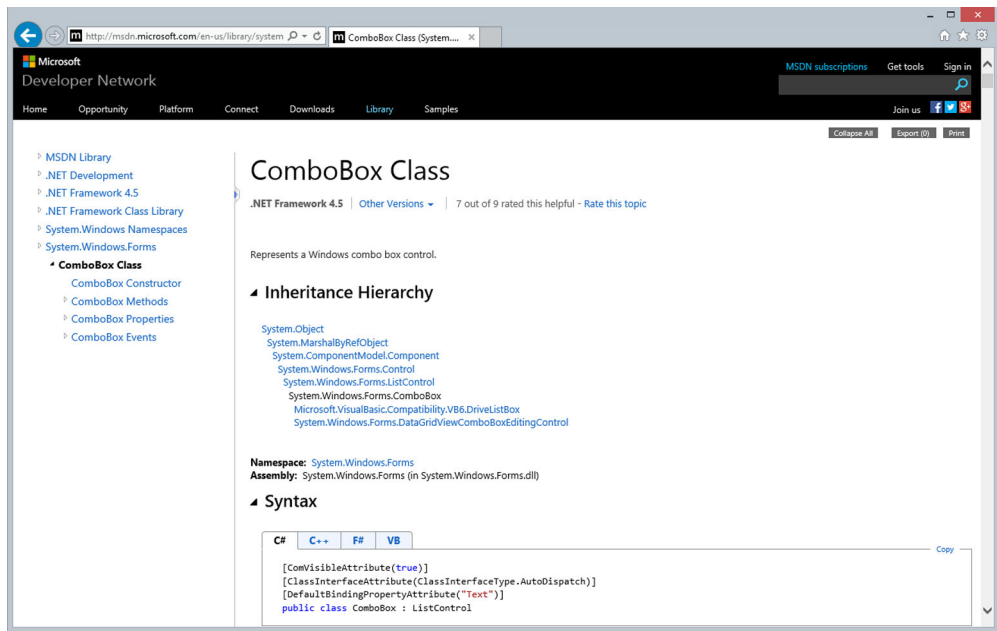 http://msdn.microsoft.com/en-us/library/system
ComboBox Class (System....
Microsoft
Developer Network
MSDN subscriptions Get tools Sign in
Home Opportunity Platform Connect Downloads Library Samples
Join us
Collapse All Export (0) Print
MSDN Library
.NET Development
.NET Framework 4.5
.NET Framework Class Library
System.Windows Namespaces
System.Windows.Forms
ComboBox Class
ComboBox Constructor
ComboBox Methods
ComboBox Properties
ComboBox Events
ComboBox Class
.NET Framework 4.5 Other Versions 7 out of 9 rated this helpful - Rate this topic
Represents a Windows combo box control.
Inheritance Hierarchy
System.Object
System.MarshalByRefObject
System.ComponentModel.Component
System.Windows.Forms.Control
System.Windows.Forms.ListControl
System.Windows.Forms.ComboBox
Microsoft.VisualBasic.Compatibility.VB6.DriveListBox
System.Windows.Forms.DataGridViewComboBoxEditingControl
Namespace: System.Windows.Forms
Assembly: System.Windows.Forms (in System.Windows.Forms.dll)
Syntax
C# C++ F# VB
Copy
[ComVisibleAttribute(true)]
[ClassInterfaceAttribute(ClassInterfaceType.AutoDispatch)]
[DefaultBindingPropertyAttribute("Text")]
public class ComboBox : ListControl